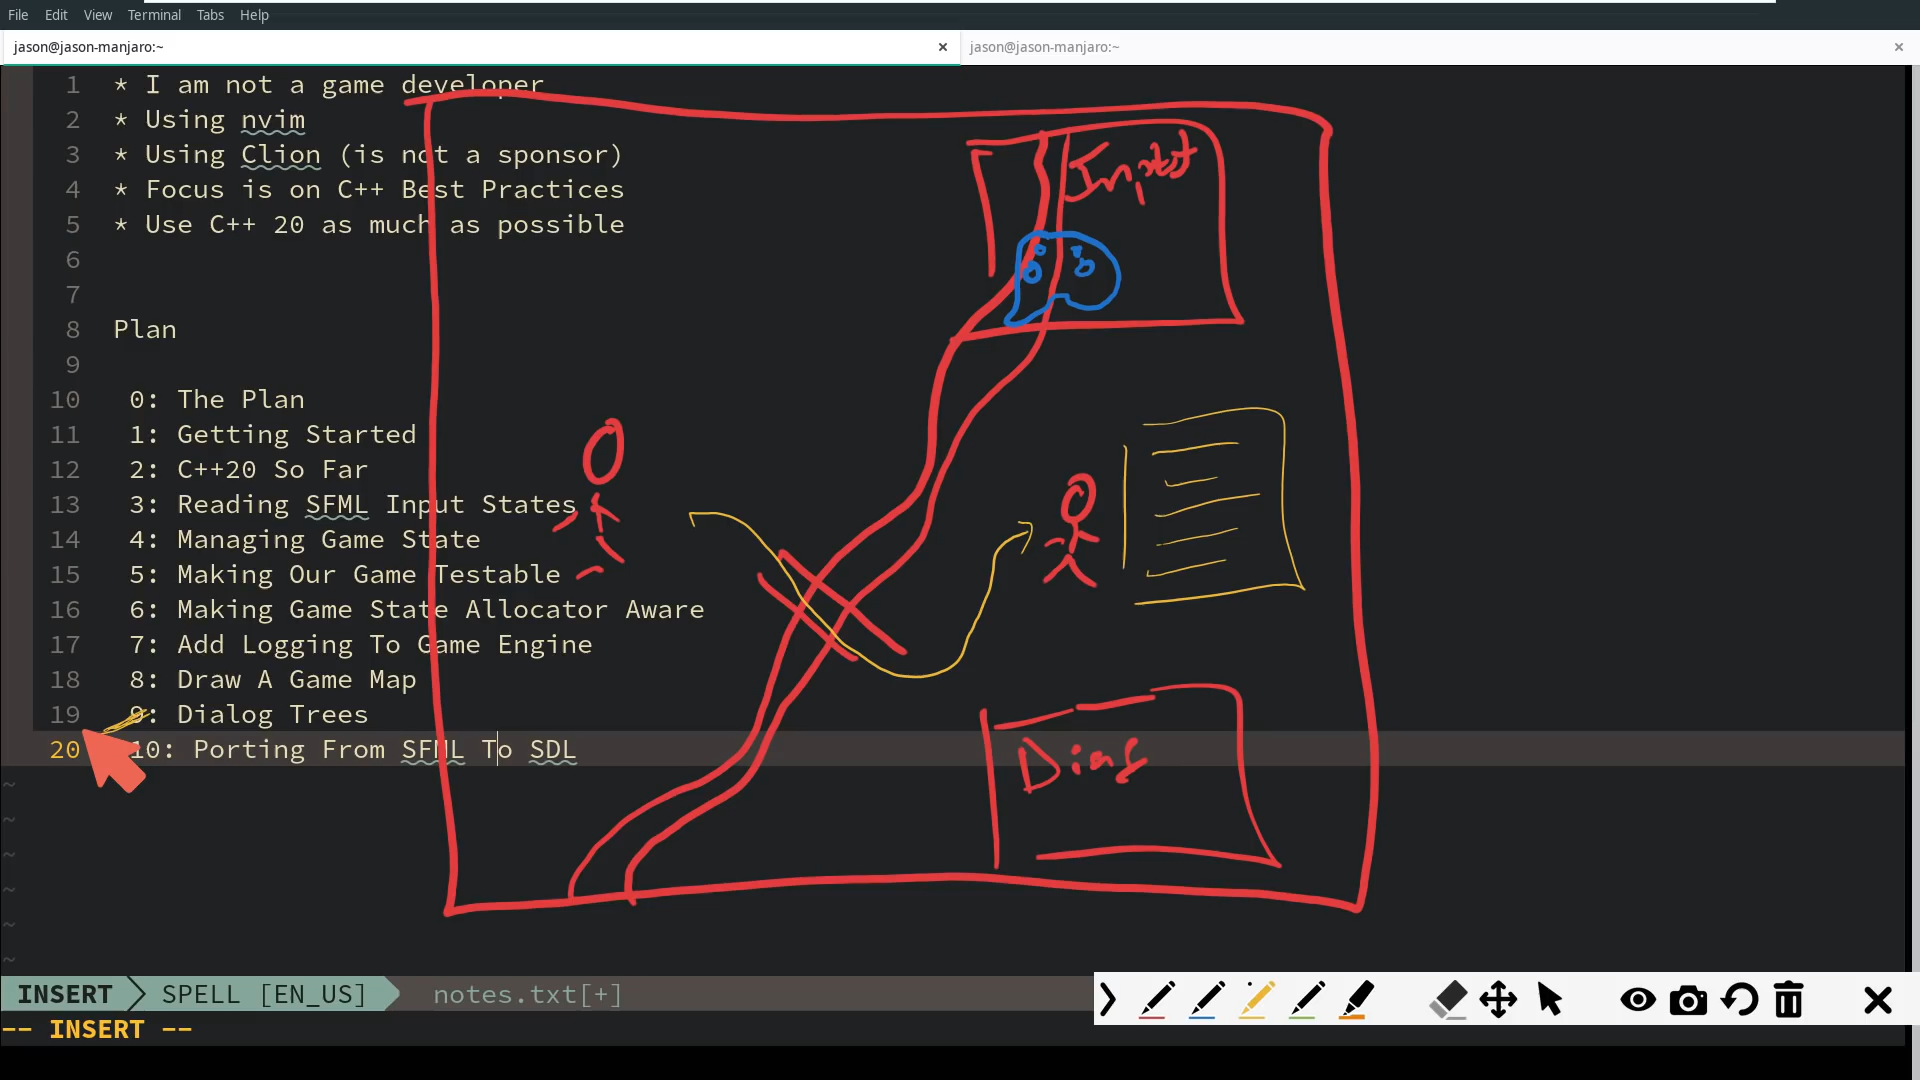 File Edit View Terminal Tabs Help
jason@jason-manjaro:~ × jason@jason-manjaro:~ ×
1 * I am not a game developer
2 * Using nvim
3 * Using Clion (is not a sponsor)
4 * Focus is on C++ Best Practices
5 * Use C++ 20 as much as possible
6
7
8 Plan
9
10 0: The Plan
11 1: Getting Started
12 2: C++20 So Far
13 3: Reading SFML Input States
14 4: Managing Game State
15 5: Making Our Game Testable
16 6: Making Game State Allocator Aware
17 7: Add Logging To Game Engine
18 8: Draw A Game Map
19 9: Dialog Trees
20 10: Porting From SFML To SDL
~
~
~
~
~
~
INSERT SPELL [EN_US] notes.txt[+]
-- INSERT --